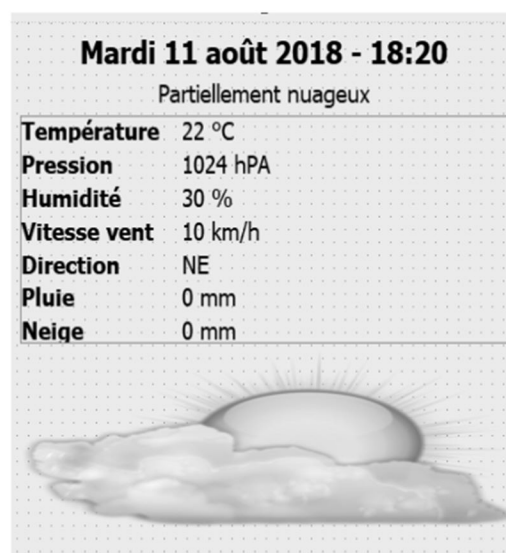 Mardi 11 août 2018 - 18:20
Partiellement nuageux
Température 22 °C
Pression 1024 hPA
Humidité 30 %
Vitesse vent 10 km/h
Direction NE
Pluie 0 mm
Neige 0 mm